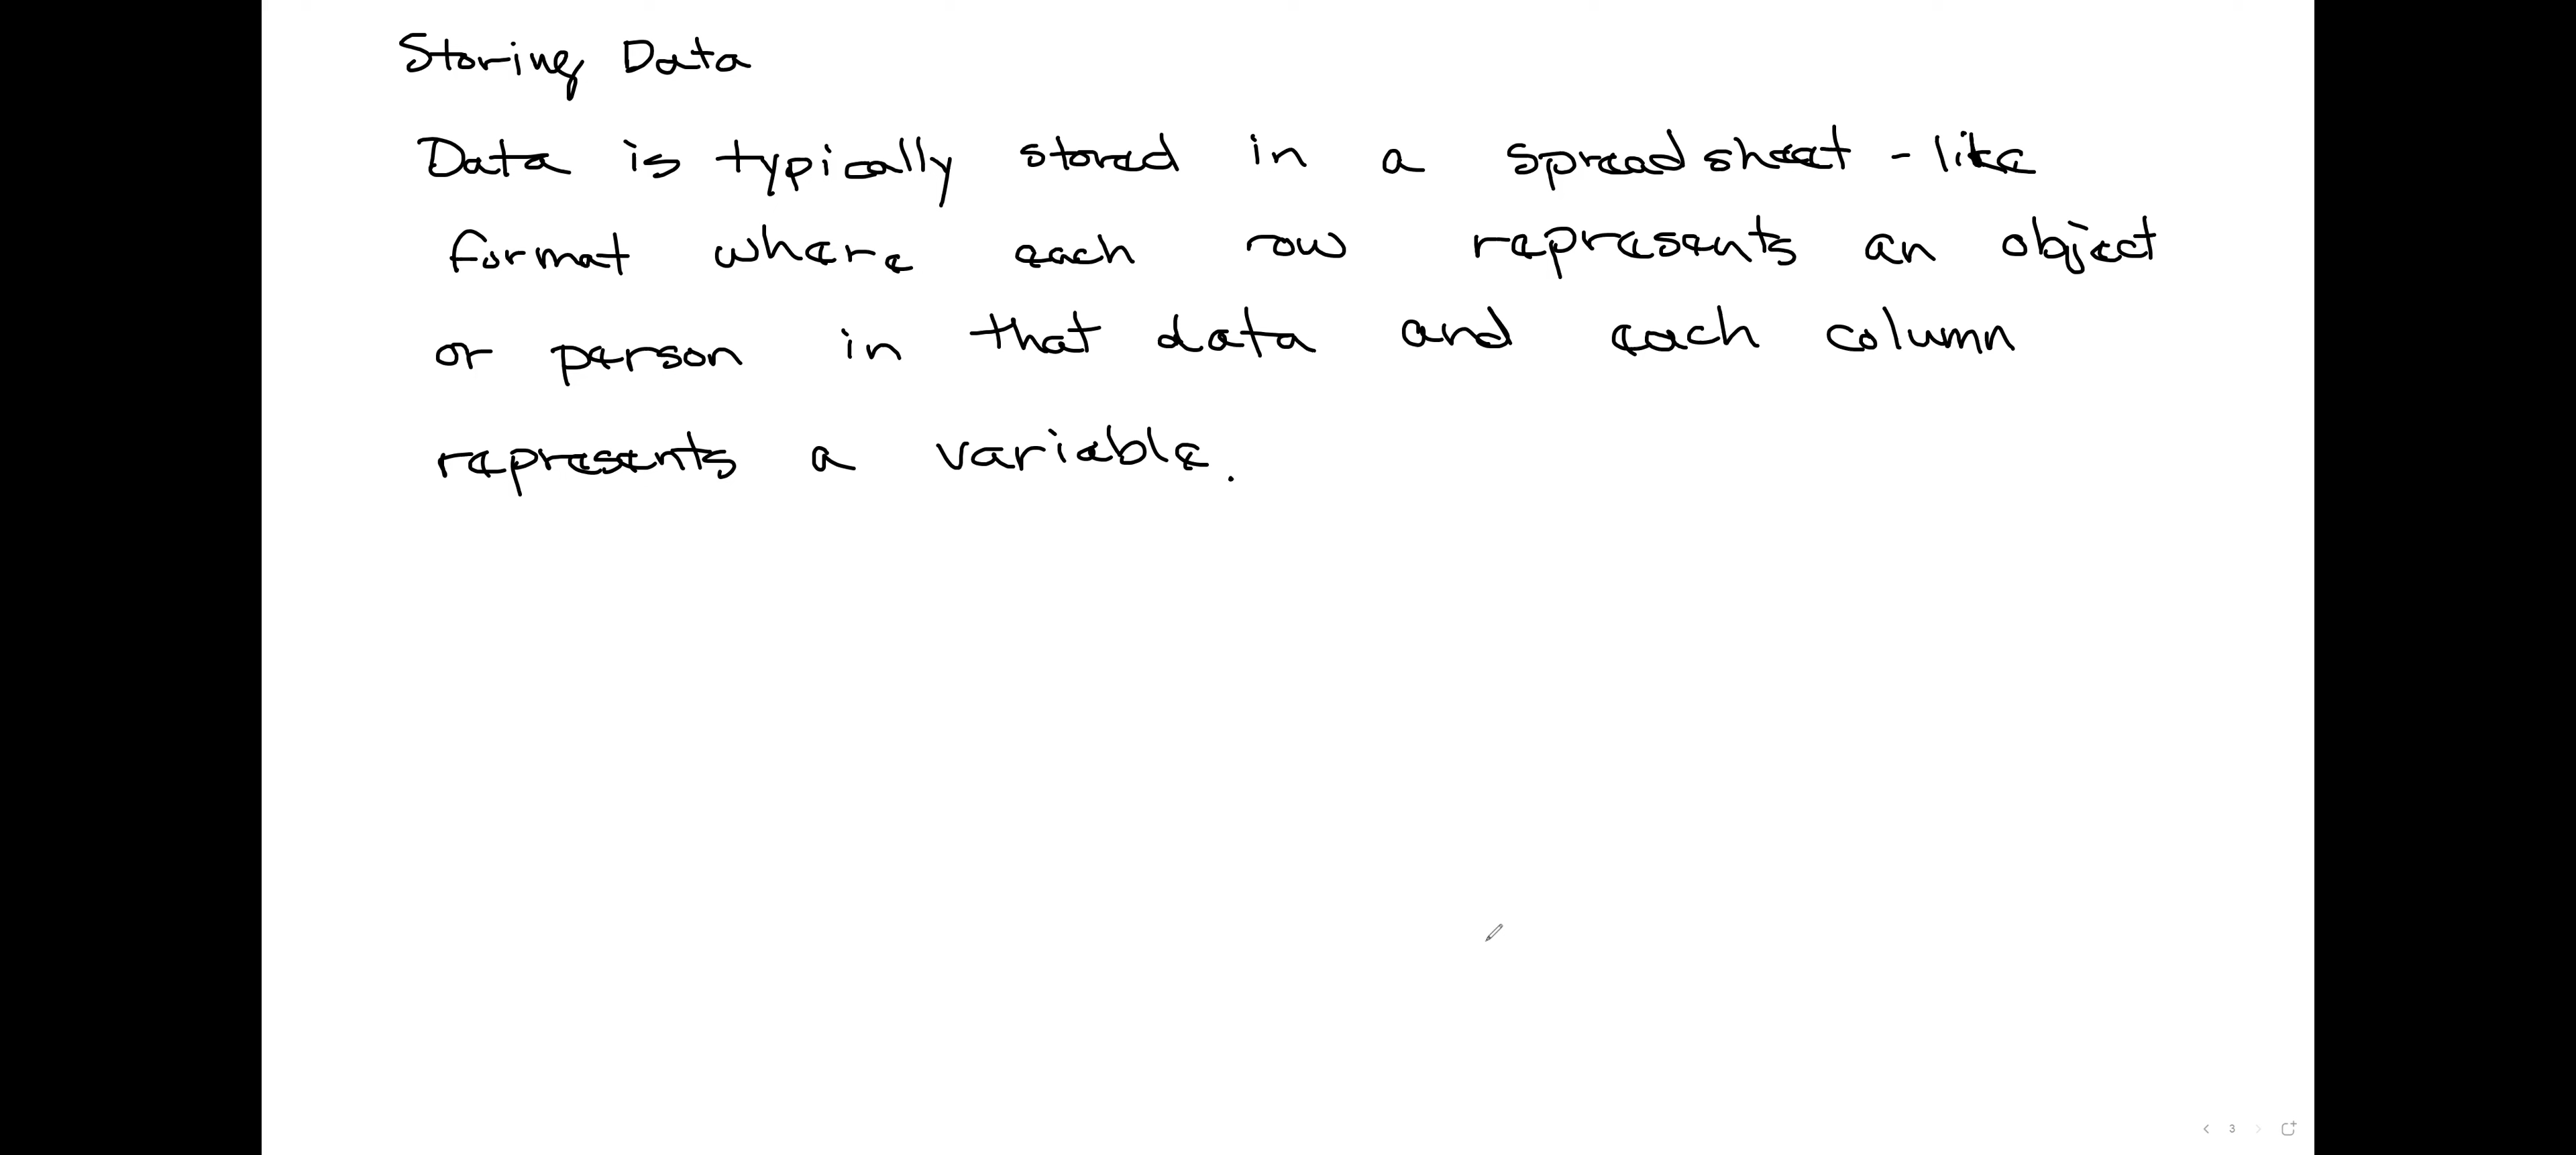 Storing Data
Data is typically stored in a spreadsheet-like
format where each row represents an object
or person in that data and each column
represents a variable.
3